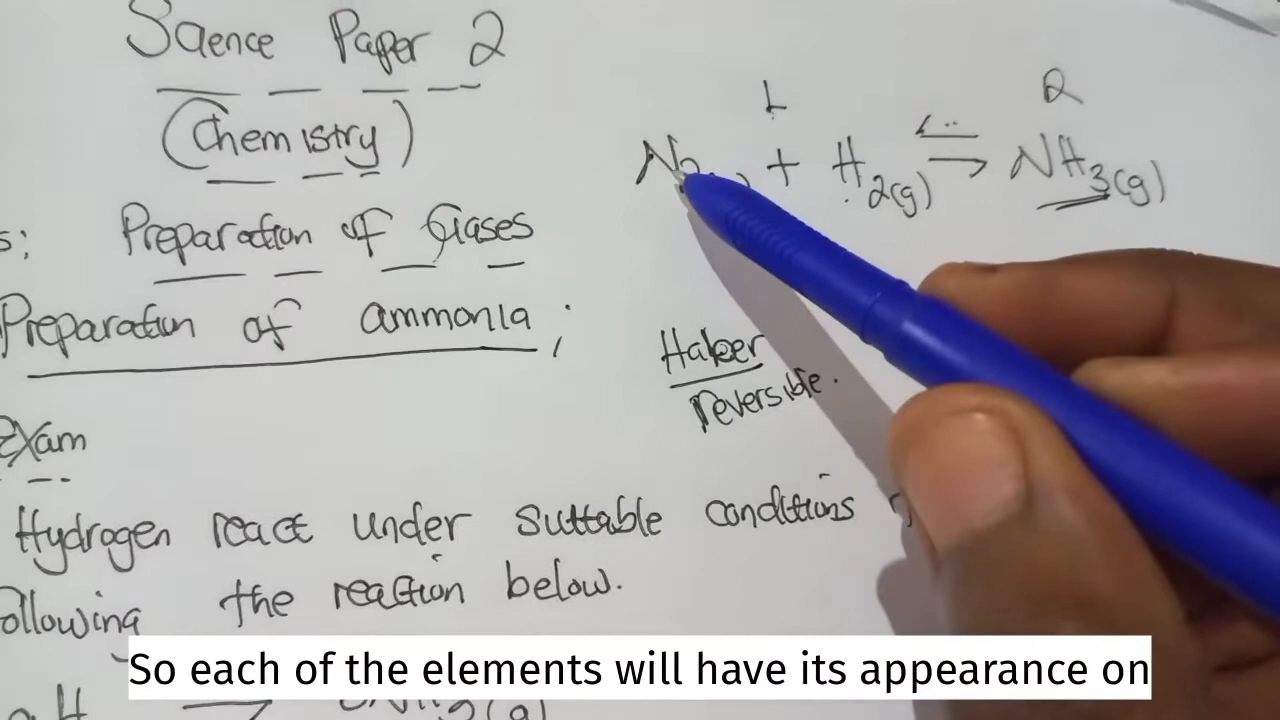 Science Paper 2
(Chemistry)
Preparation of Gases
Preparation of ammonia;
Exam
Hydrogen react under suitable conditions
following the reaction below.
L R
N2 + H2(g) ⇌ NH3(g)
Haber
reversible.
So each of the elements will have its appearance on